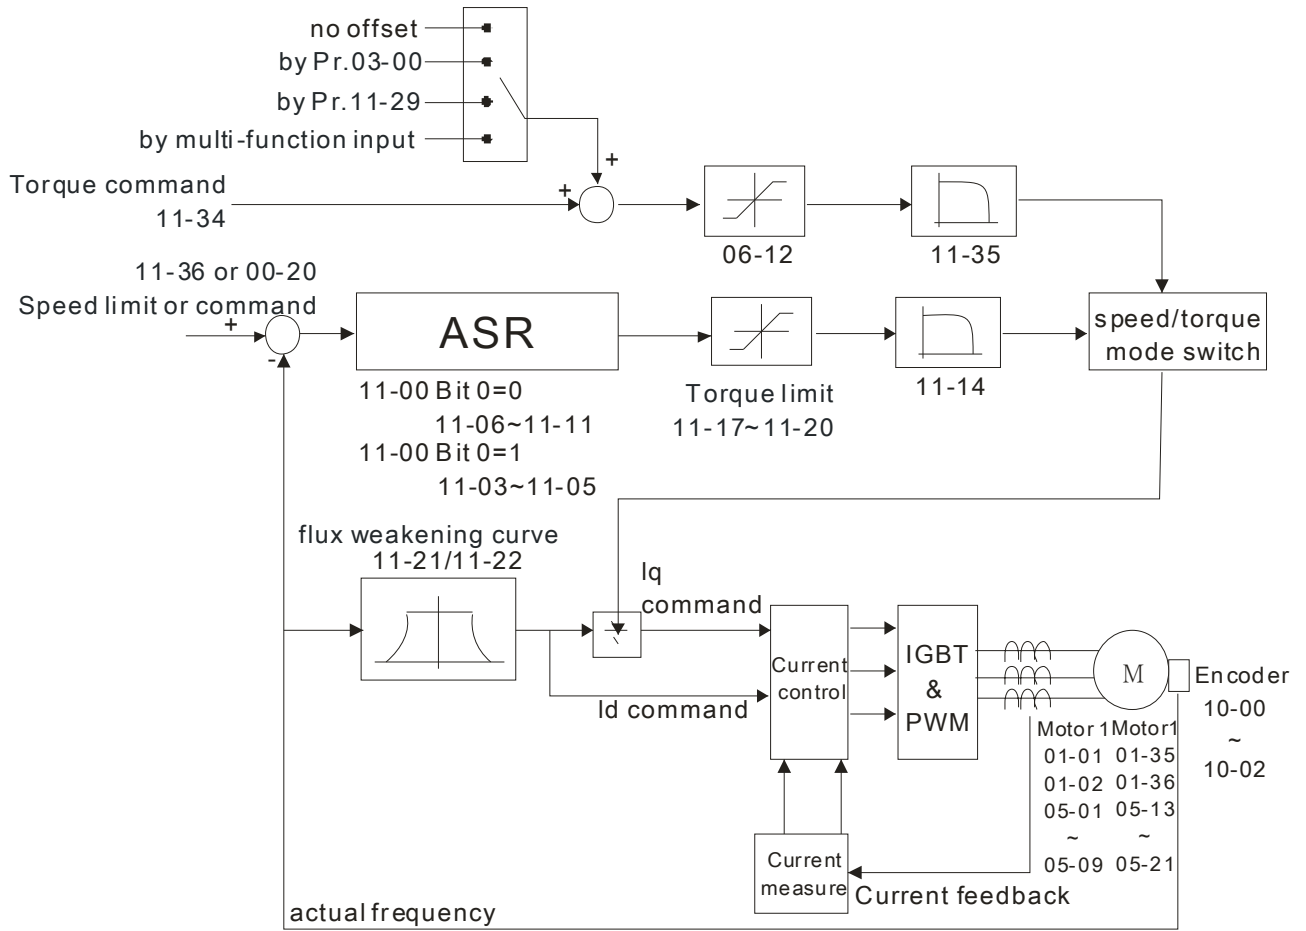 no offset
by Pr.03-00
by Pr.11-29
by multi-function input
+
Torque command
11-34
+
06-12
11-35
11-36 or 00-20
Speed limit or command
+
-
ASR
11-00 Bit 0=0
11-06~11-11
11-00 Bit 0=1
11-03~11-05
Torque limit
11-17~11-20
11-14
speed/torque
mode switch
flux weakening curve
11-21/11-22
Iq
command
Id command
Current
control
IGBT
&
PWM
M
Encoder
10-00
~
10-02
Motor 1 Motor1
01-01 01-35
01-02 01-36
05-01 05-13
~ ~
05-09 05-21
Current
measure
Current feedback
actual frequency